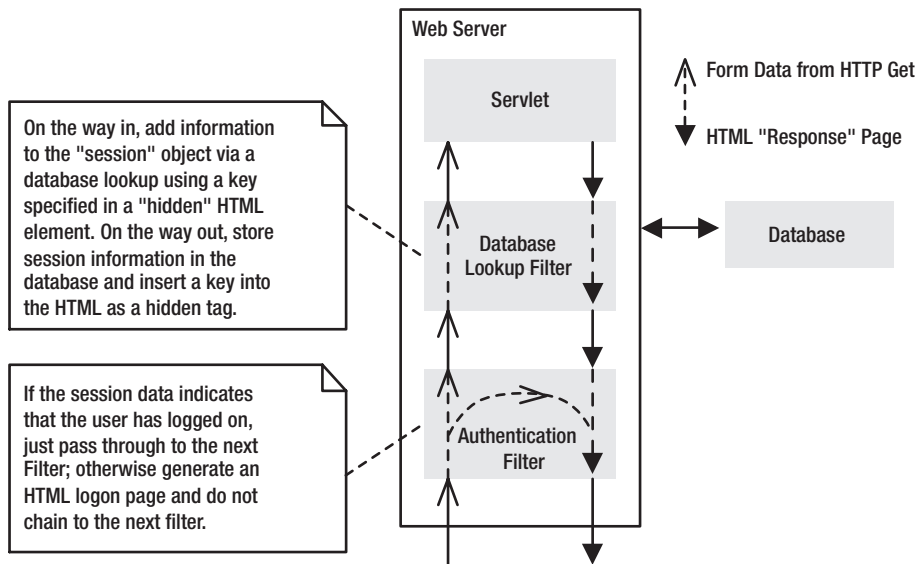 Web Server
Servlet
Form Data from HTTP Get
HTML "Response" Page
On the way in, add information
to the "session" object via a
database lookup using a key
specified in a "hidden" HTML
element. On the way out, store
session information in the
database and insert a key into
the HTML as a hidden tag.
Database
Lookup Filter
Database
If the session data indicates
that the user has logged on,
just pass through to the next
Filter; otherwise generate an
HTML logon page and do not
chain to the next filter.
Authentication
Filter